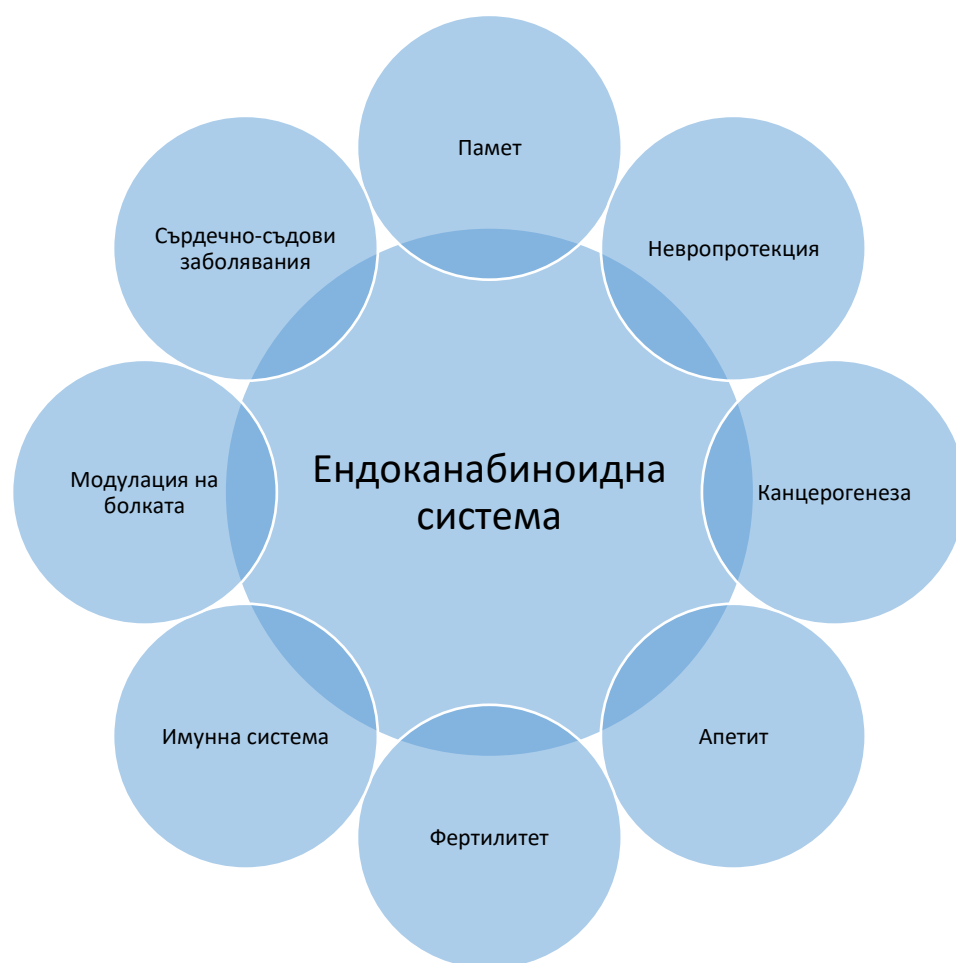 Памет
Сърдечно-съдови
заболявания
Невропротекция
Модулация на
болката
Ендоканабиноидна
система
Канцерогенеза
Имунна система
Апетит
Фертилитет